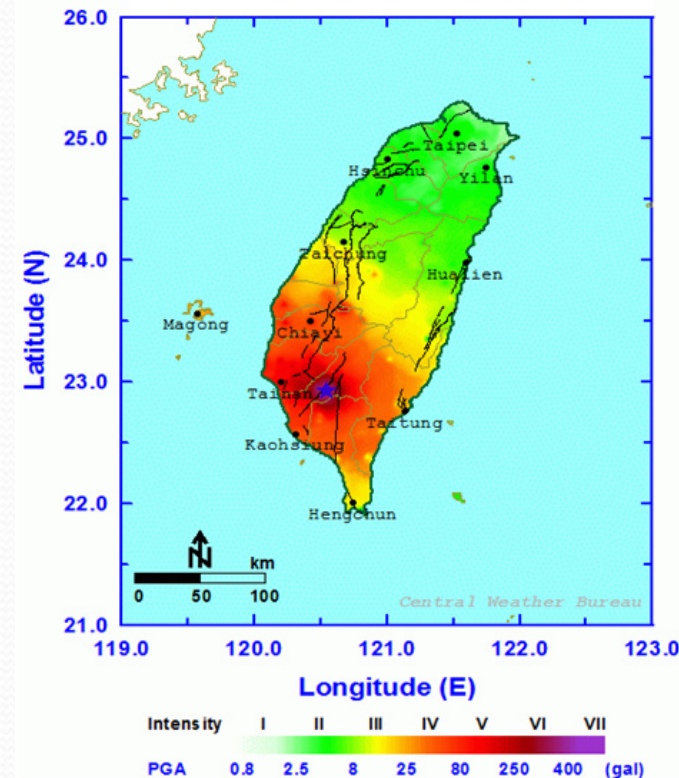 26.0
25.0
24.0
23.0
22.0
21.0
Latitude (N)
Taipei
Hsinchu
Yilan
Zaichung
Hualien
Magong
Chiayi
Tainan
Taitung
Kaohsiung
Hengchun
N
km
0 50 100
Central Weather Bureau
119.0 120.0 121.0 122.0 123.0
Longitude (E)
Intensity I II III IV V VI VII
PGA 0.8 2.5 8 25 80 250 400 (gal)